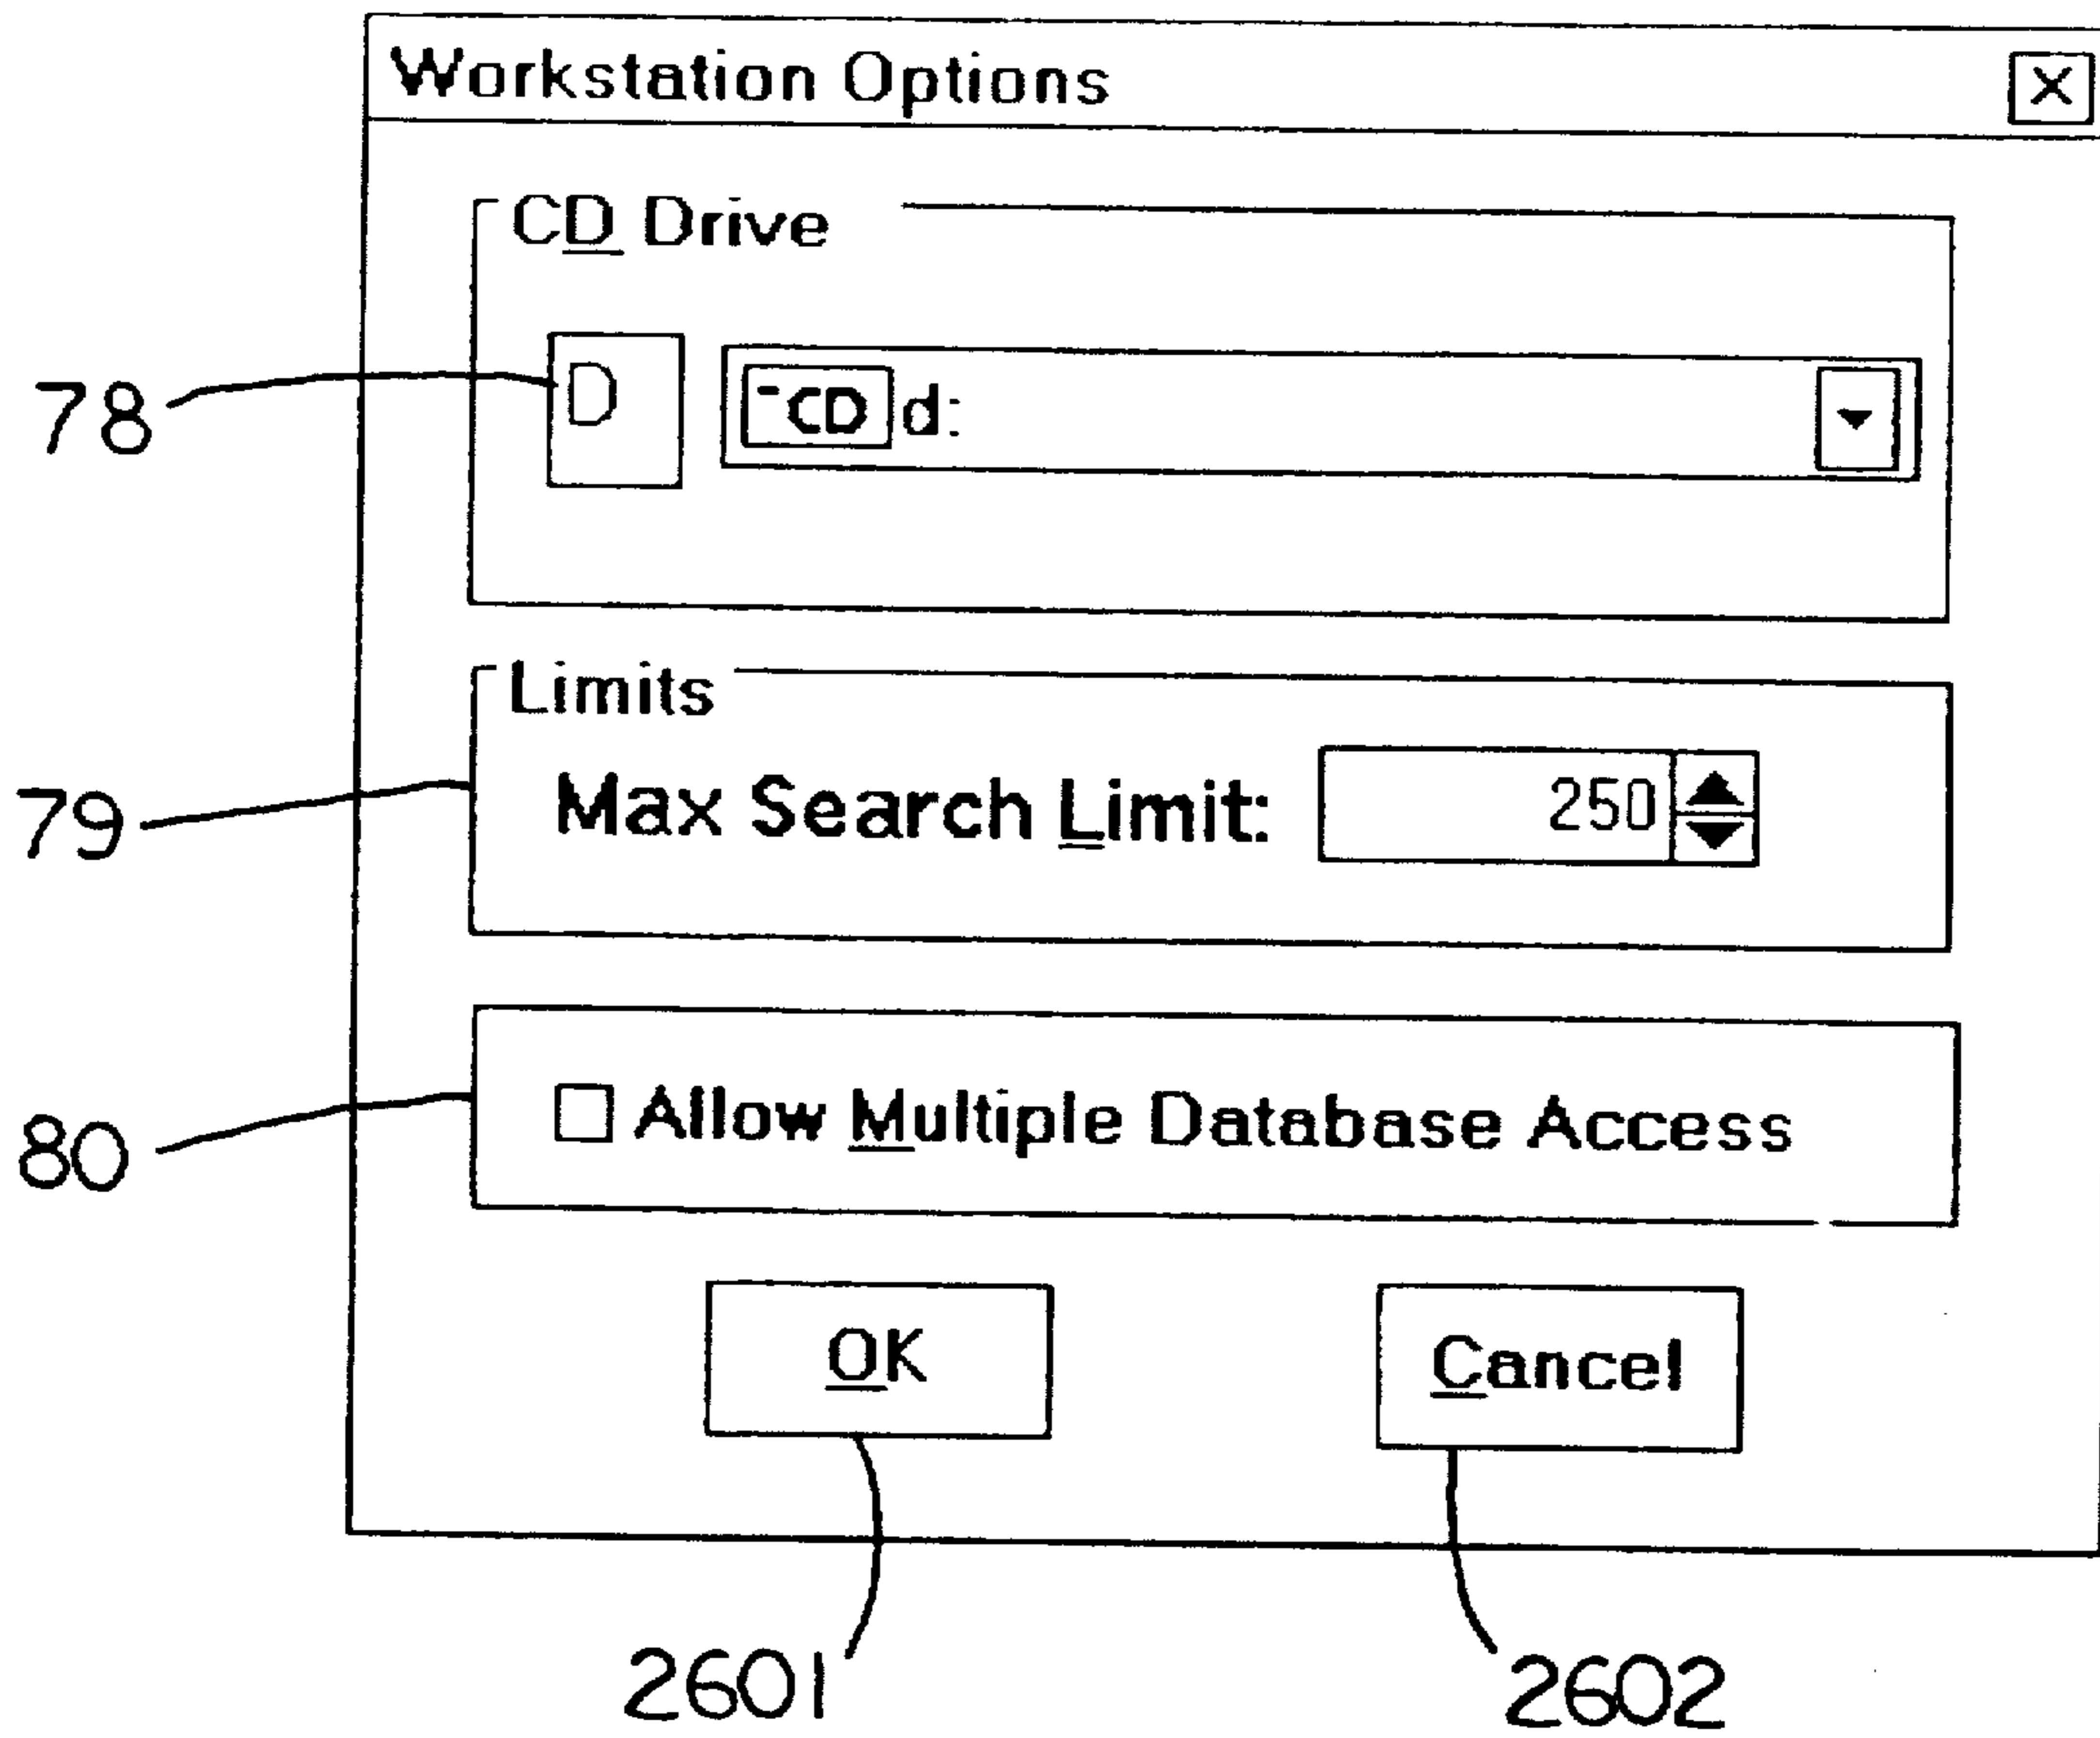 Workstation Options X
CD Drive
78 D CD d:
Limits
79 Max Search Limit: 250
80 Allow Multiple Database Access
OK Cancel
2601 2602